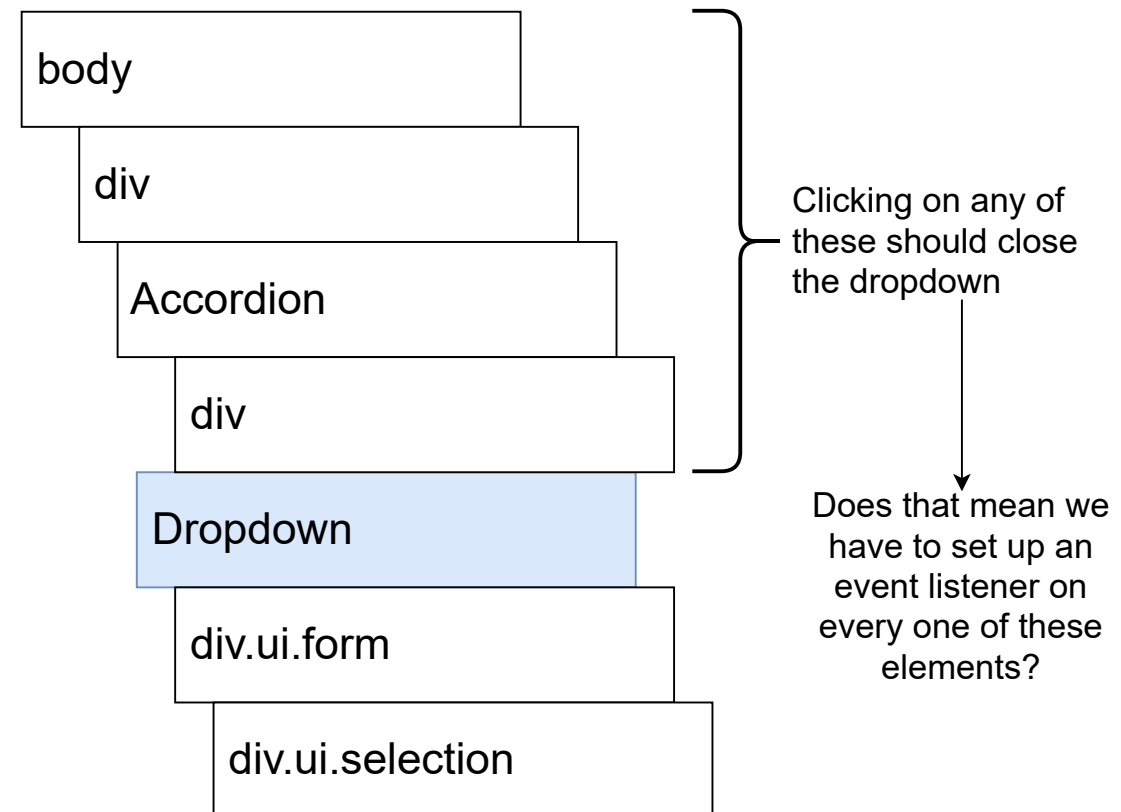 body
div
Accordion
div
Dropdown
div.ui.form
div.ui.selection
Clicking on any of
these should close
the dropdown
Does that mean we
have to set up an
event listener on
every one of these
elements?